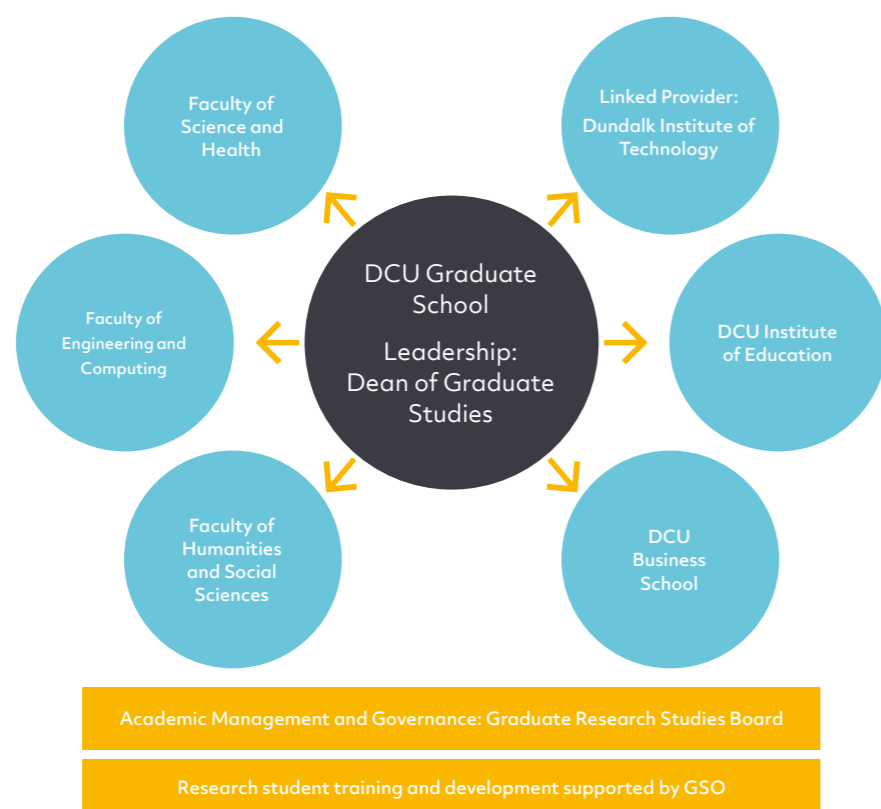 Faculty of
Science and
Health
Linked Provider:
Dundalk Institute of
Technology
DCU Graduate
School
Leadership:
Dean of Graduate
Studies
Faculty of
Engineering and
Computing
DCU Institute
of Education
Faculty of
Humanities
and Social
Sciences
DCU
Business
School
Academic Management and Governance: Graduate Research Studies Board
Research student training and development supported by GSO